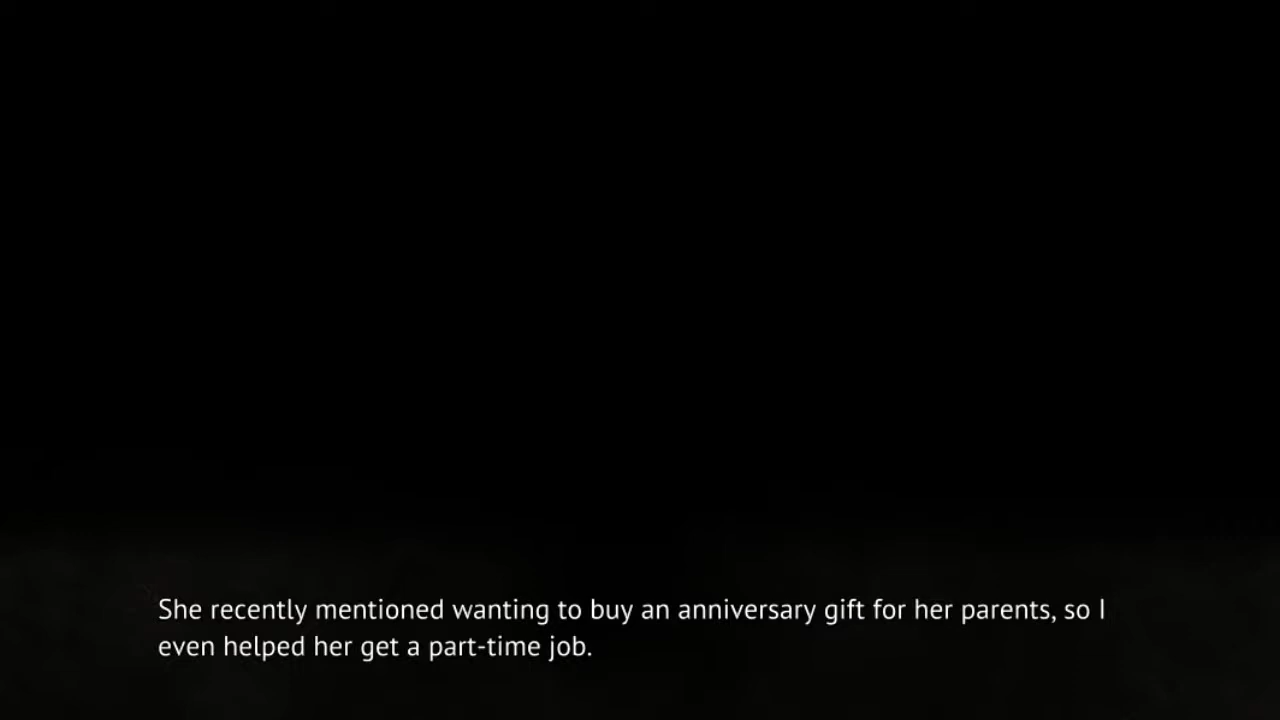 She recently mentioned wanting to buy an anniversary gift for her parents, so I
even helped her get a part-time job.